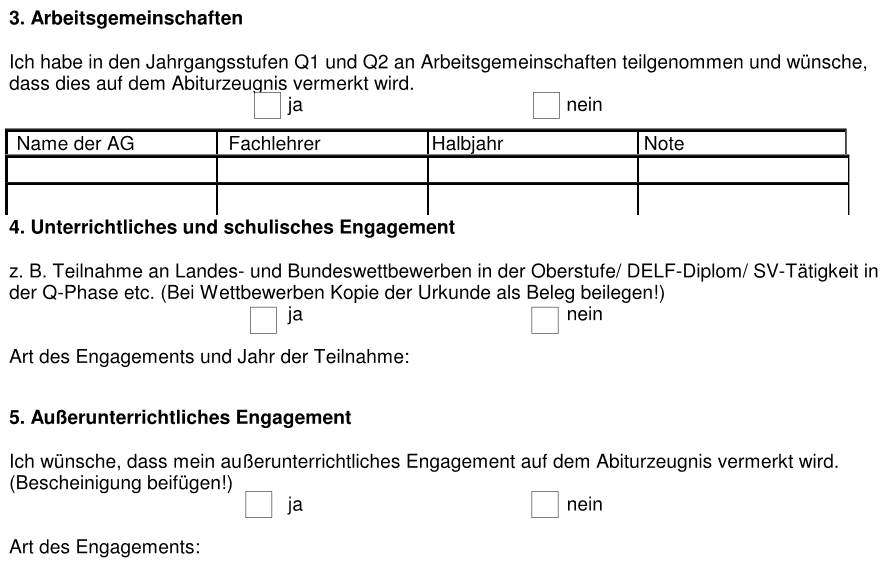 3. Arbeitsgemeinschaften
Ich habe in den Jahrgangsstufen Q1 und Q2 an Arbeitsgemeinschaften teilgenommen und wünsche,
dass dies auf dem Abiturzeugnis vermerkt wird.
ja nein
Name der AG Fachlehrer Halbjahr Note
4. Unterrichtliches und schulisches Engagement
z. B. Teilnahme an Landes- und Bundeswettbewerben in der Oberstufe/ DELF-Diplom/ SV-Tätigkeit in
der Q-Phase etc. (Bei Wettbewerben Kopie der Urkunde als Beleg beilegen!)
ja nein
Art des Engagements und Jahr der Teilnahme:
5. Außerunterrichtliches Engagement
Ich wünsche, dass mein außerunterrichtliches Engagement auf dem Abiturzeugnis vermerkt wird.
(Bescheinigung beifügen!)
ja nein
Art des Engagements: